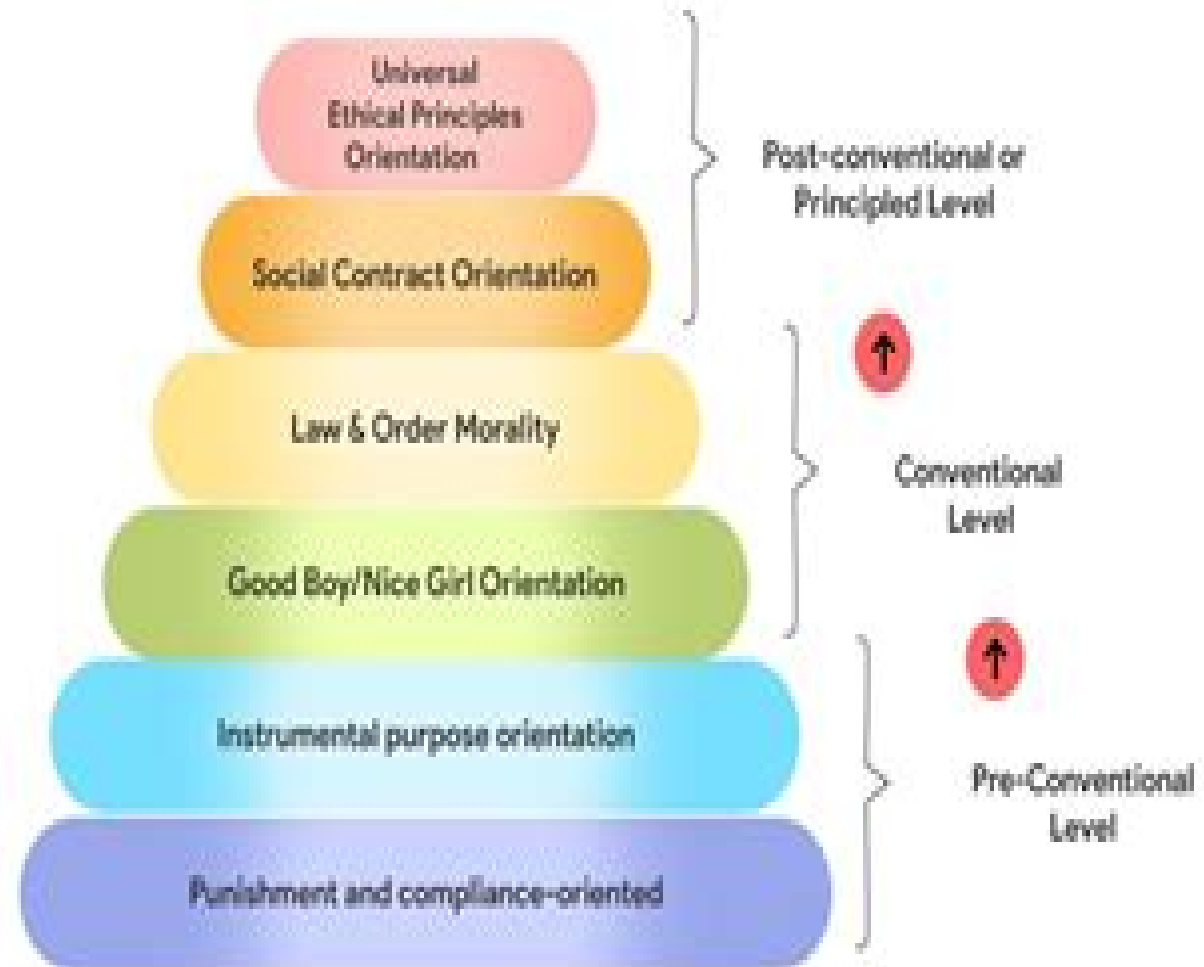 Universal
Ethical Principles
Orientation
Post-conventional or
Principled Level
Social Contract Orientation
Law & Order Morality
Conventional
Level
Good Boy/Nice Girl Orientation
Instrumental purpose orientation
Pre-Conventional
Level
Punishment and compliance-oriented